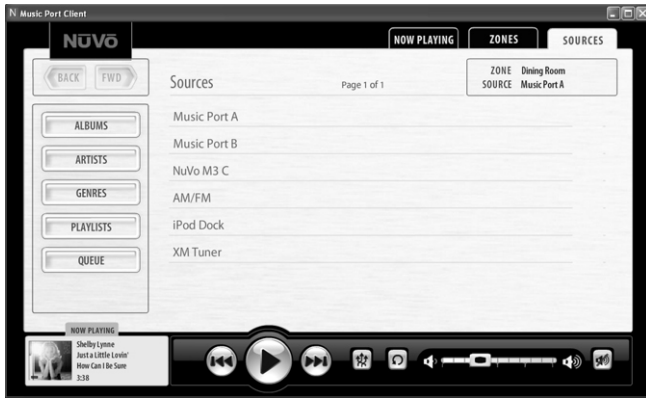 N Music Port Client
NŪVō
NOW PLAYING
ZONES
SOURCES
BACK
FWD
Sources
Page 1 of 1
ZONE Dining Room
SOURCE Music Port A
ALBUMS
ARTISTS
GENRES
PLAYLISTS
QUEUE
Music Port A
Music Port B
NuVo M3 C
AM/FM
iPod Dock
XM Tuner
NOW PLAYING
Shelby Lynne
Just a Little Lovin'
How Can I Be Sure
3:38